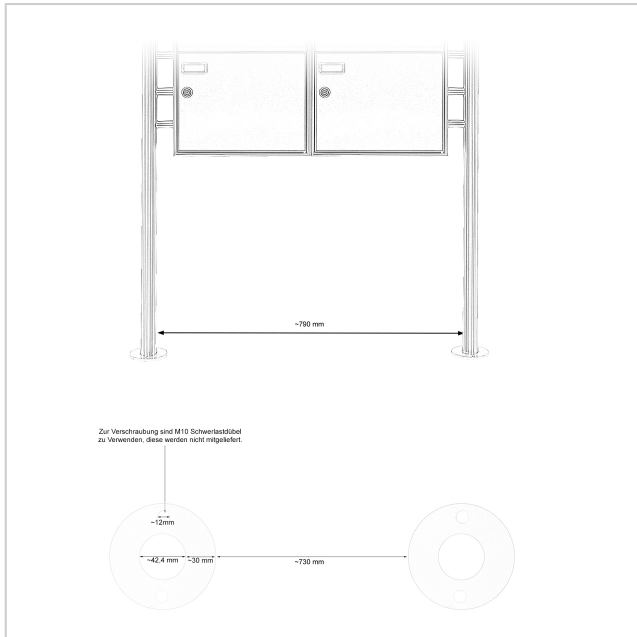 ~790 mm
Zur Verschraubung sind M10 Schwerlastdübel
zu Verwenden, diese werden nicht mitgeliefert.
~12mm
~42,4 mm
~30 mm
~730 mm